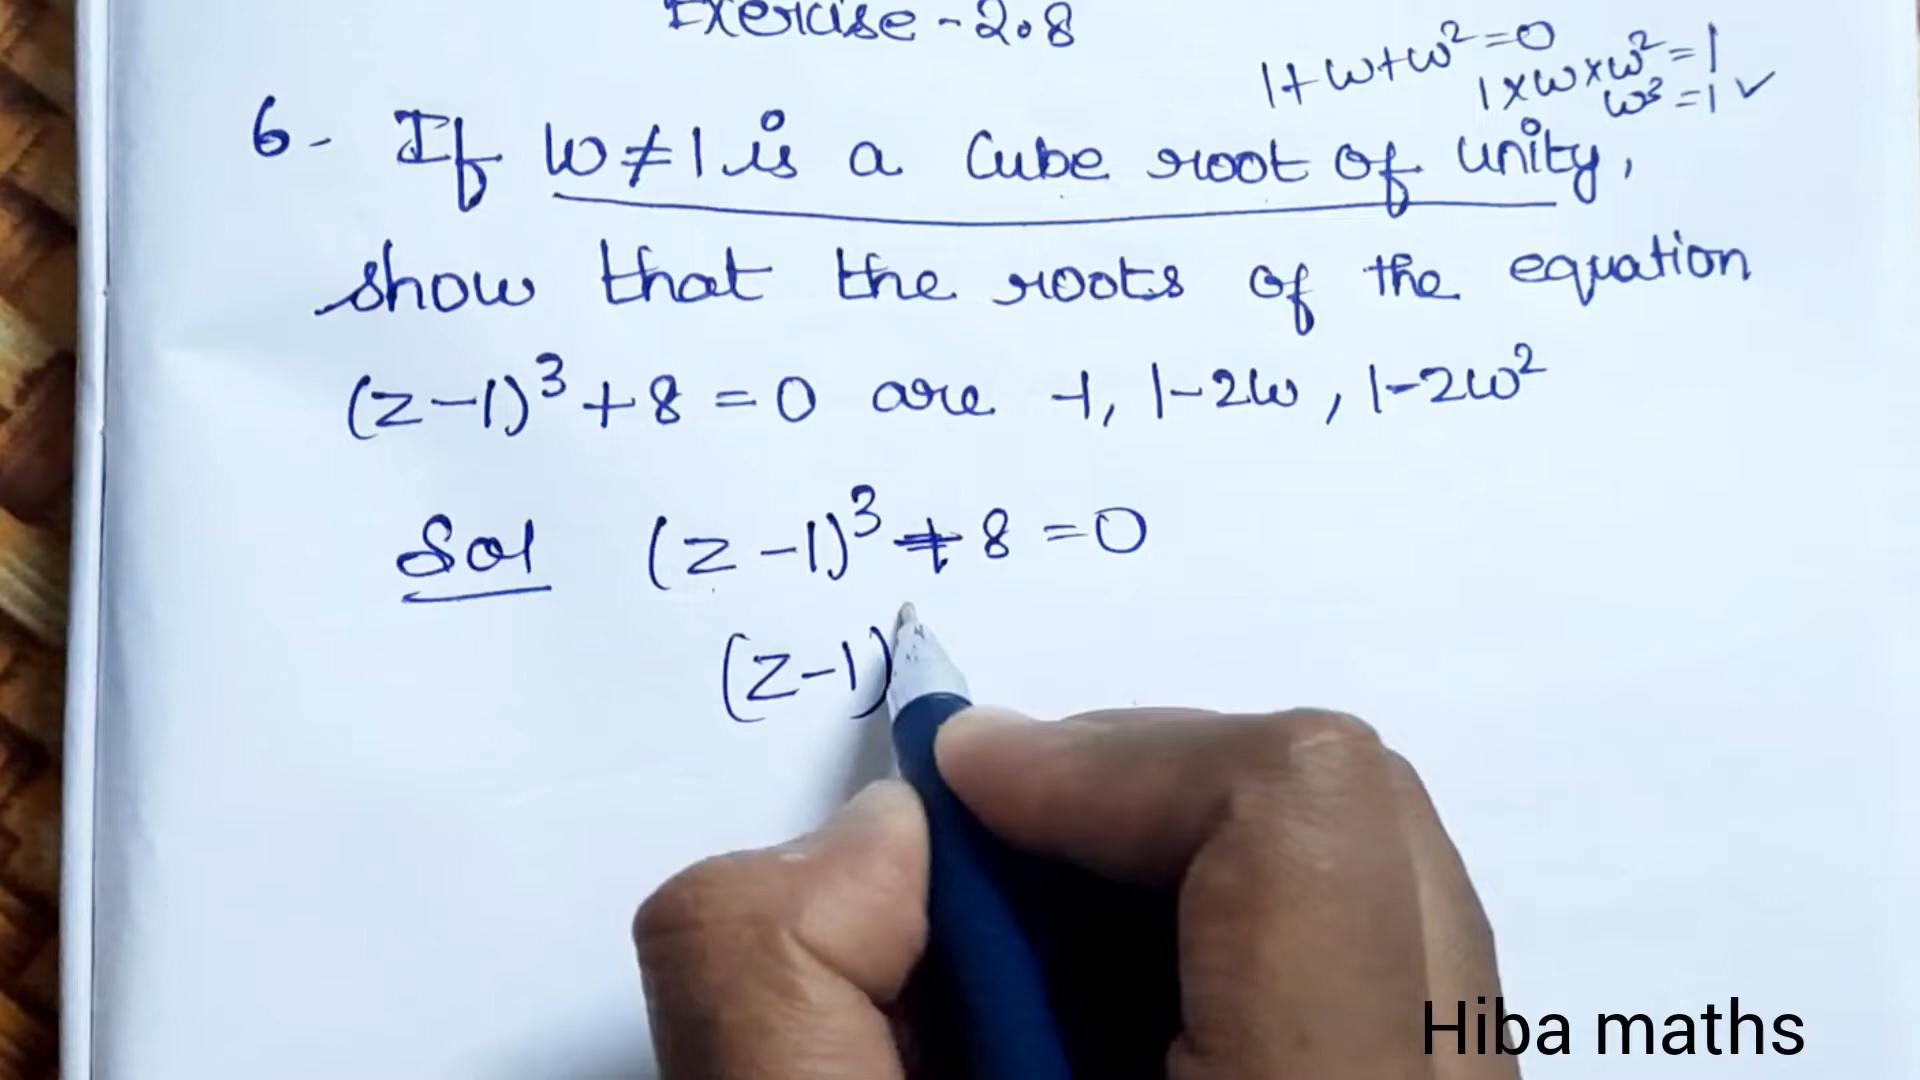 Exercise - 2.8
1+ω+ω²=0
1×ω×ω²=1
ω³=1 ✓
6- If ω≠1 is a cube root of unity,
show that the roots of the equation
(z-1)³+8=0 are -1, 1-2ω, 1-2ω²
Sol (z-1)³+8=0
(z-1)
Hiba maths